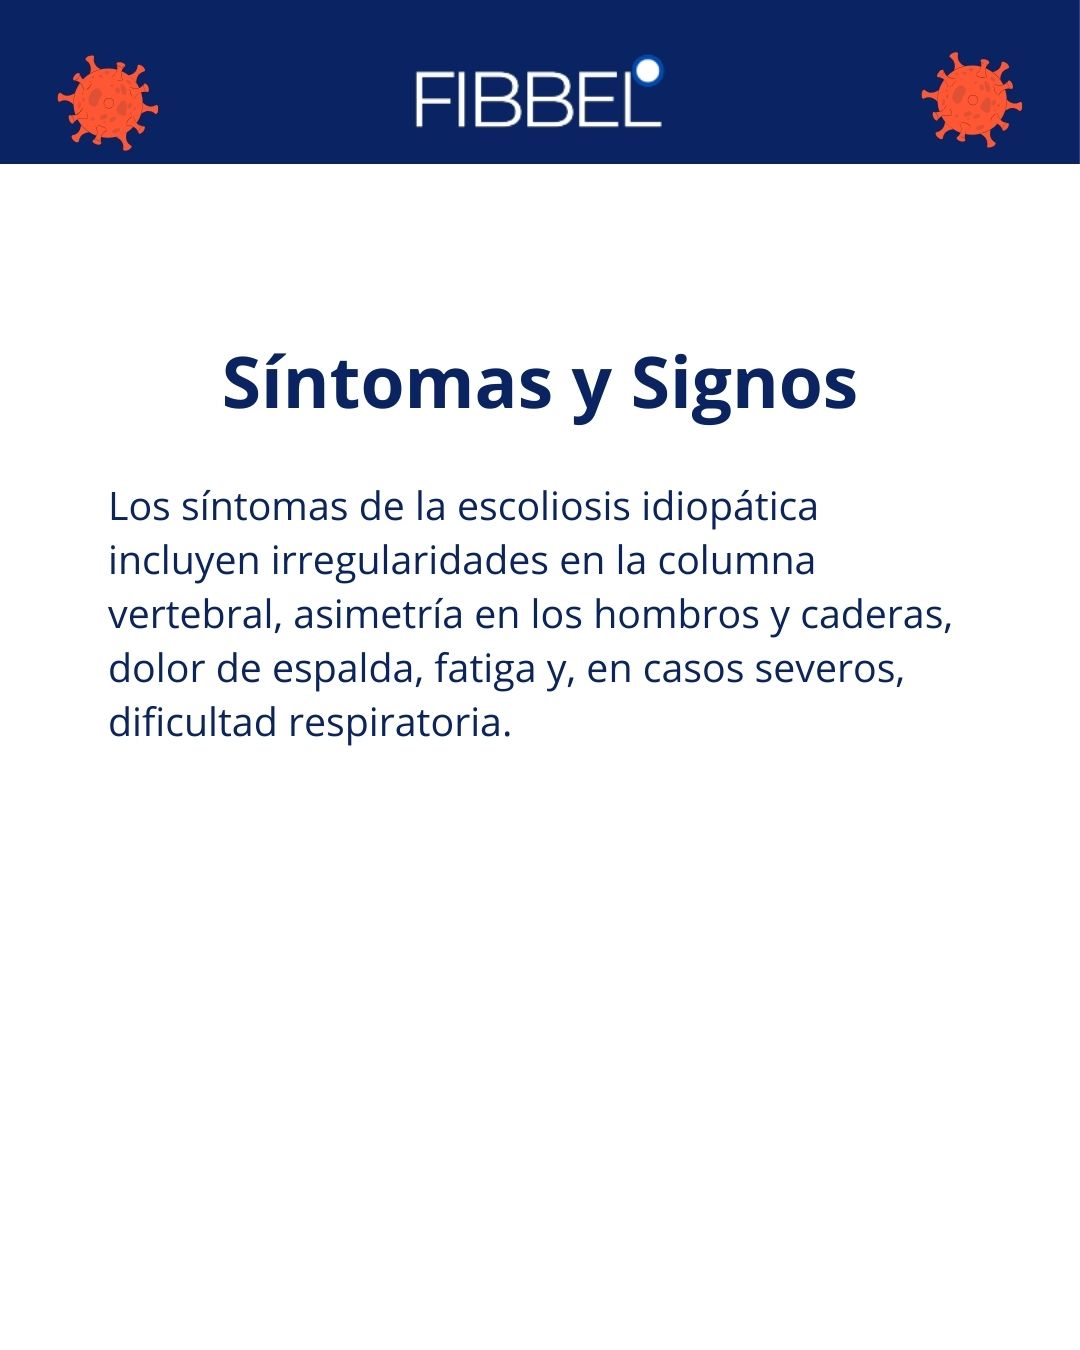 FIBBEL
Síntomas y Signos
Los síntomas de la escoliosis idiopática
incluyen irregularidades en la columna
vertebral, asimetría en los hombros y caderas,
dolor de espalda, fatiga y, en casos severos,
dificultad respiratoria.